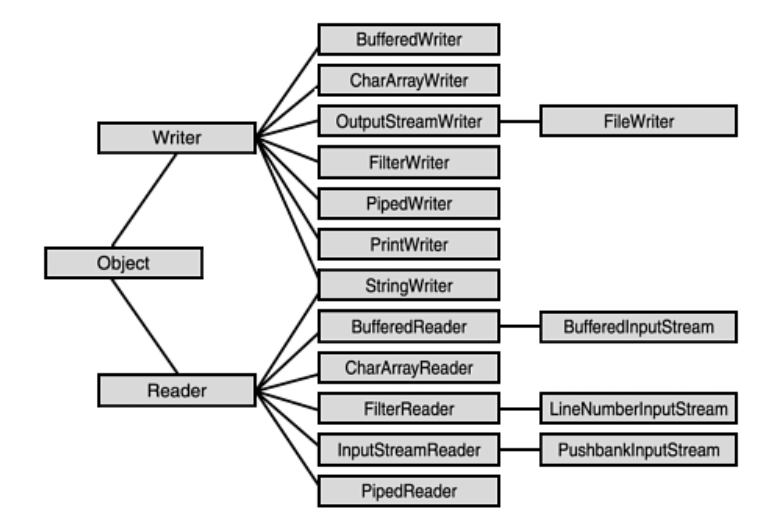 BufferedWriter
CharArrayWriter
OutputStreamWriter FileWriter
Writer
FilterWriter
PipedWriter
PrintWriter
Object
StringWriter
BufferedReader BufferedInputStream
CharArrayReader
Reader
FilterReader LineNumberInputStream
InputStreamReader PushbankInputStream
PipedReader